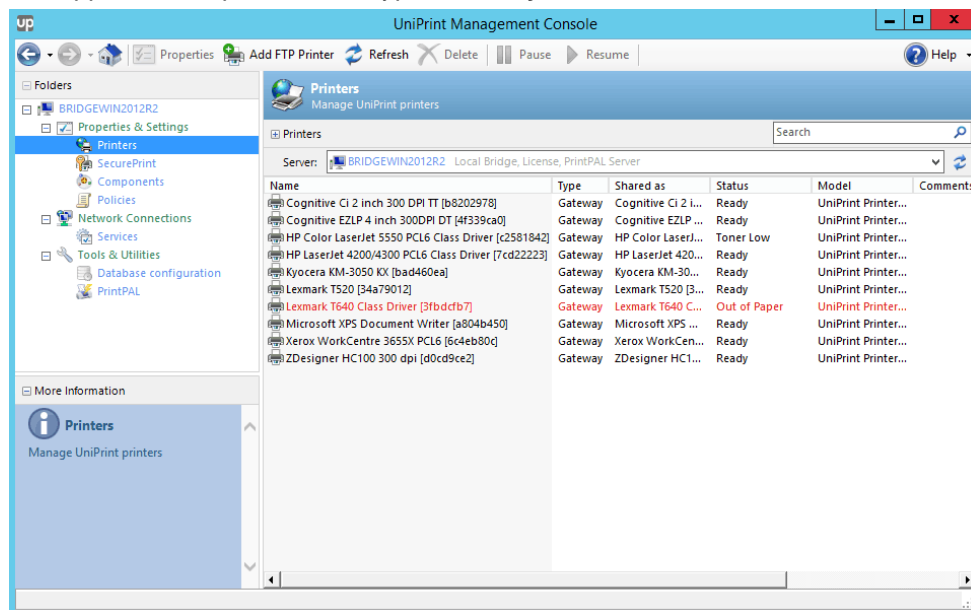 UniPrint Management Console
Properties Add FTP Printer Refresh Delete Pause Resume Help
Folders
BRIDGEWIN2012R2
Properties & Settings
Printers
SecurePrint
Components
Policies
Network Connections
Services
Tools & Utilities
Database configuration
PrintPAL
More Information
Printers
Manage UniPrint printers
Printers
Manage UniPrint printers
Printers Search
Server: BRIDGEWIN2012R2 Local Bridge, License, PrintPAL Server
Name Type Shared as Status Model Comments
Cognitive Ci 2 inch 300 DPI TT [b8202978] Gateway Cognitive Ci 2 i... Ready UniPrint Printer...
Cognitive EZLP 4 inch 300DPI DT [4f339ca0] Gateway Cognitive EZLP ... Ready UniPrint Printer...
HP Color LaserJet 5550 PCL6 Class Driver [c2581842] Gateway HP Color LaserJ... Toner Low UniPrint Printer...
HP LaserJet 4200/4300 PCL6 Class Driver [7cd22223] Gateway HP LaserJet 420... Ready UniPrint Printer...
Kyocera KM-3050 KX [bad460ea] Gateway Kyocera KM-30... Ready UniPrint Printer...
Lexmark T520 [34a79012] Gateway Lexmark T520 [3... Ready UniPrint Printer...
Lexmark T640 Class Driver [3fbdcfb7] Gateway Lexmark T640 C... Out of Paper UniPrint Printer...
Microsoft XPS Document Writer [a804b450] Gateway Microsoft XPS ... Ready UniPrint Printer...
Xerox WorkCentre 3655X PCL6 [6c4eb80c] Gateway Xerox WorkCen... Ready UniPrint Printer...
ZDesigner HC100 300 dpi [d0cd9ce2] Gateway ZDesigner HC1... Ready UniPrint Printer...